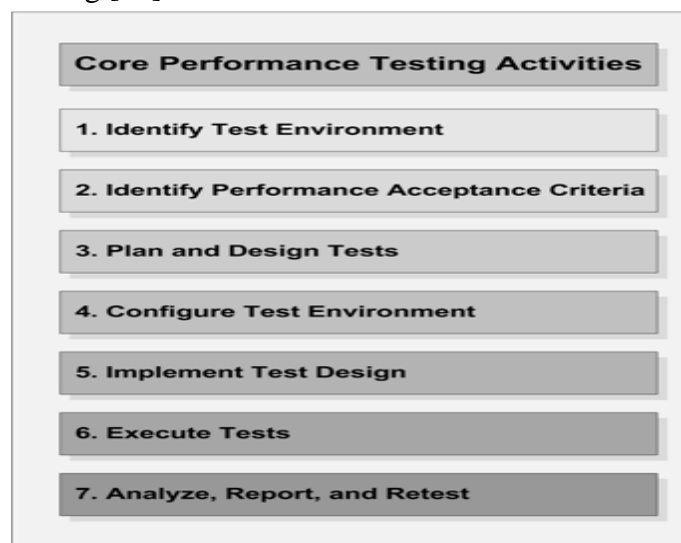 Core Performance Testing Activities
1. Identify Test Environment
2. Identify Performance Acceptance Criteria
3. Plan and Design Tests
4. Configure Test Environment
5. Implement Test Design
6. Execute Tests
7. Analyze, Report, and Retest